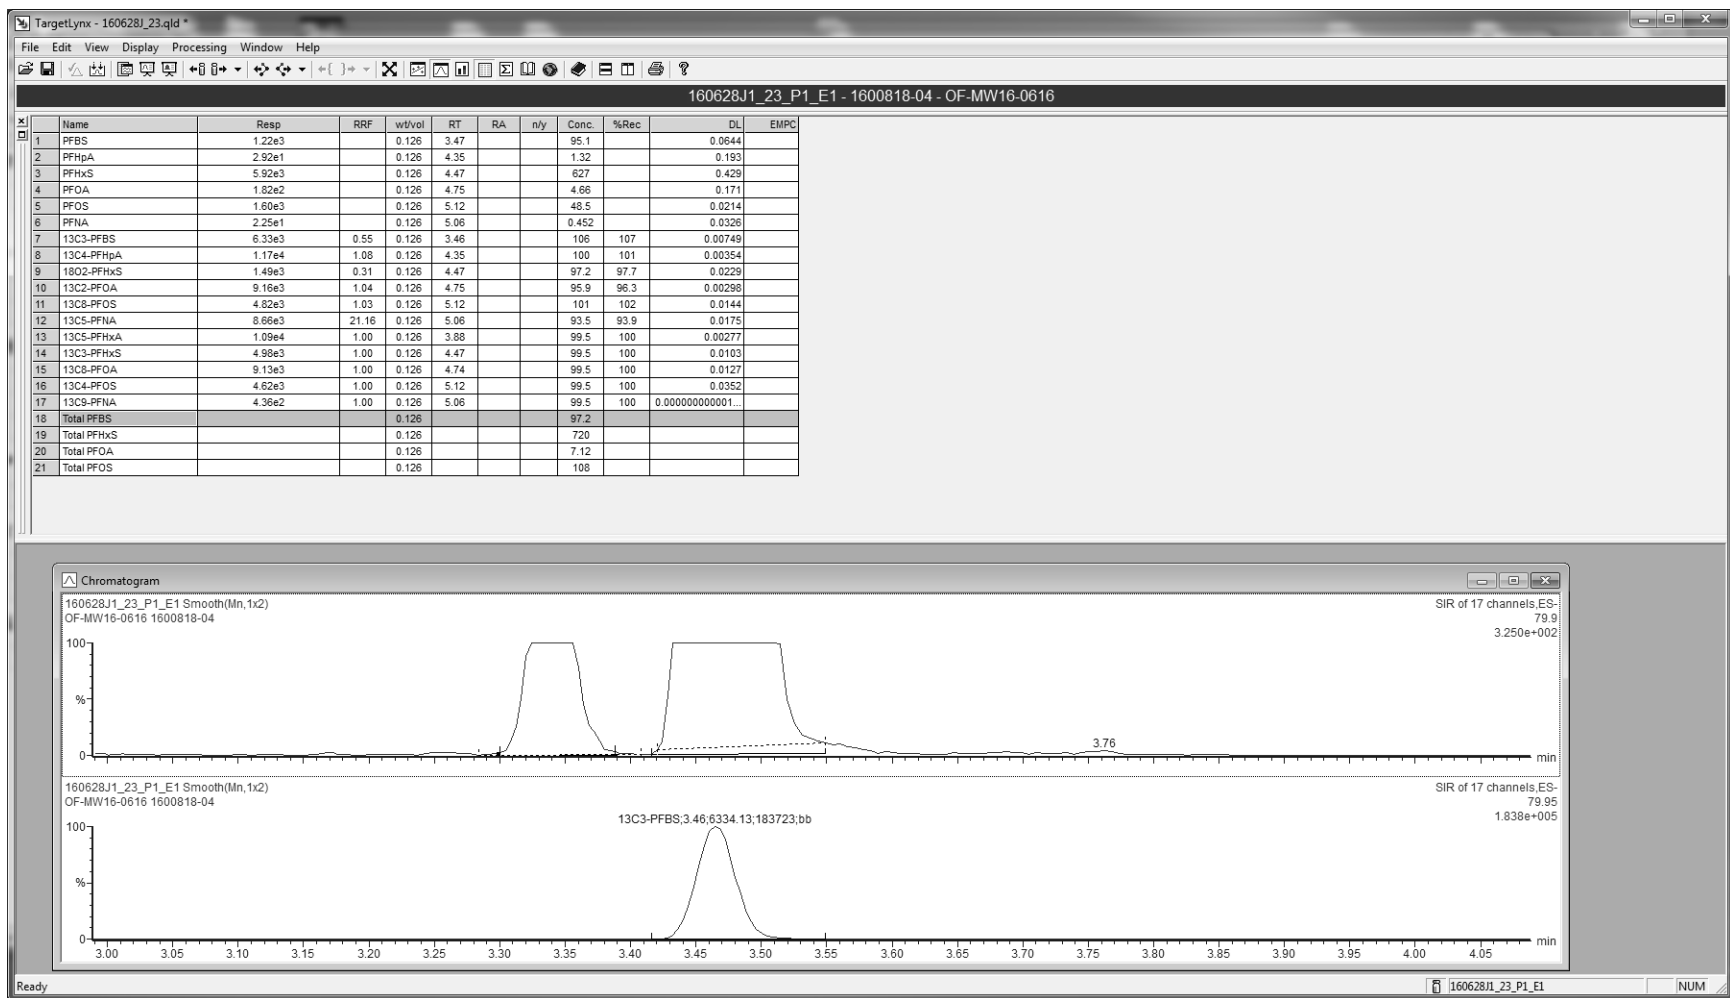 TargetLynx - 160628J_23.qld *
File Edit View Display Processing Window Help
160628J1_23_P1_E1 - 1600818-04 - OF-MW16-0616
Name Resp RRF wt/vol RT RA n/y Conc. %Rec DL EMPC
1 PFBS 1.22e3 0.126 3.47 95.1 0.0644
2 PFHpA 2.92e1 0.126 4.35 1.32 0.193
3 PFHxS 5.92e3 0.126 4.47 627 0.429
4 PFOA 1.82e2 0.126 4.75 4.66 0.171
5 PFOS 1.60e3 0.126 5.12 48.5 0.0214
6 PFNA 2.25e1 0.126 5.06 0.452 0.0326
7 13C3-PFBS 6.33e3 0.55 0.126 3.46 106 107 0.00749
8 13C4-PFHpA 1.17e4 1.08 0.126 4.35 100 101 0.00354
9 18O2-PFHxS 1.49e3 0.31 0.126 4.47 97.2 97.7 0.0229
10 13C2-PFOA 9.16e3 1.04 0.126 4.75 95.9 96.3 0.00298
11 13C8-PFOS 4.82e3 1.03 0.126 5.12 101 102 0.0144
12 13C5-PFNA 8.66e3 21.16 0.126 5.06 93.5 93.9 0.0175
13 13C5-PFHxA 1.09e4 1.00 0.126 3.88 99.5 100 0.00277
14 13C3-PFHxS 4.98e3 1.00 0.126 4.47 99.5 100 0.0103
15 13C8-PFOA 9.13e3 1.00 0.126 4.74 99.5 100 0.0127
16 13C4-PFOS 4.62e3 1.00 0.126 5.12 99.5 100 0.0352
17 13C9-PFNA 4.36e2 1.00 0.126 5.06 99.5 100 0.000000000001...
18 Total PFBS 0.126 97.2
19 Total PFHxS 0.126 720
20 Total PFOA 0.126 7.12
21 Total PFOS 0.126 108
Chromatogram
160628J1_23_P1_E1 Smooth(Mn,1x2) SIR of 17 channels,ES-
OF-MW16-0616 1600818-04 79.9
3.250e+002
100
%
3.76
0
min
160628J1_23_P1_E1 Smooth(Mn,1x2) SIR of 17 channels,ES-
OF-MW16-0616 1600818-04 79.95
1.838e+005
13C3-PFBS;3.46;6334.13;183723;bb
100
%
0
min
3.00 3.05 3.10 3.15 3.20 3.25 3.30 3.35 3.40 3.45 3.50 3.55 3.60 3.65 3.70 3.75 3.80 3.85 3.90 3.95 4.00 4.05
Ready 160628J1_23_P1_E1 NUM